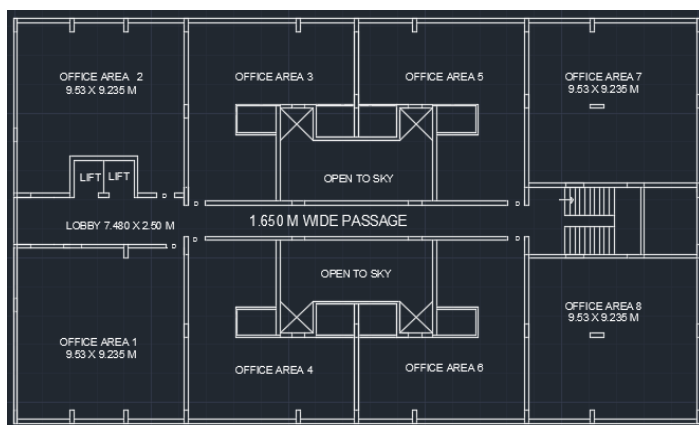 OFFICE AREA 2
9.53 X 9.235 M
OFFICE AREA 3
OFFICE AREA 5
OFFICE AREA 7
9.53 X 9.235 M
LIFT
LIFT
OPEN TO SKY
LOBBY 7.480 X 2.50 M
1.650 M WIDE PASSAGE
OPEN TO SKY
OFFICE AREA 1
9.53 X 9.235 M
OFFICE AREA 4
OFFICE AREA 6
OFFICE AREA 8
9.53 X 9.235 M